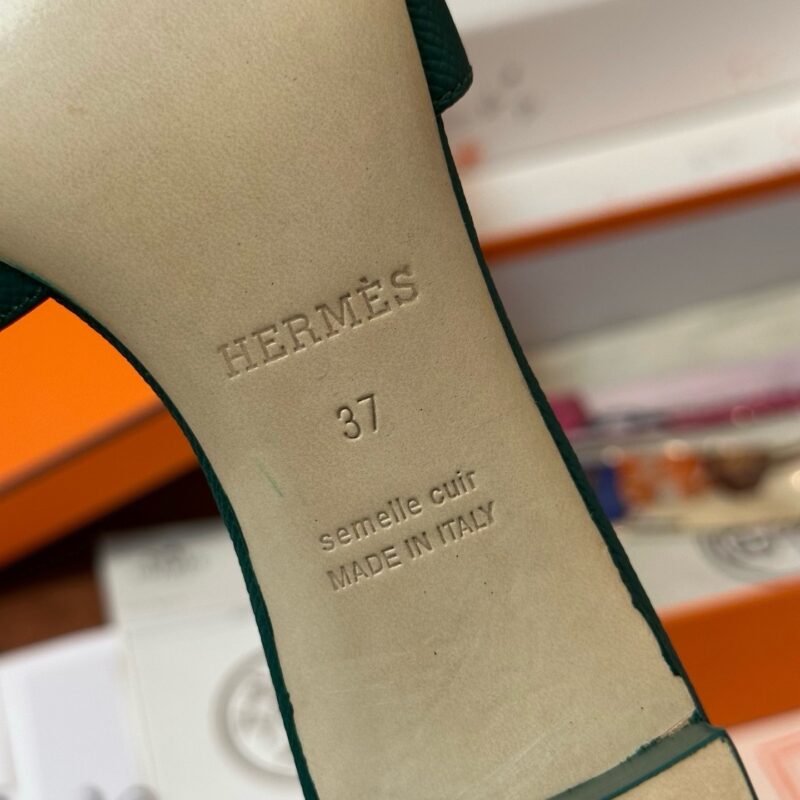 HERMÈS
37
semelle cuir
MADE IN ITALY